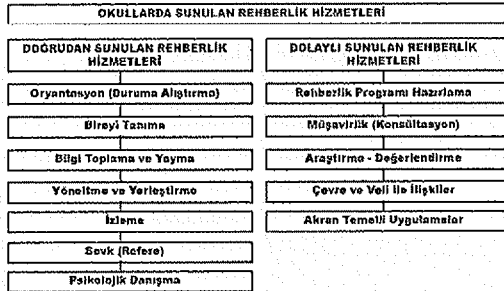 OKULLARDA SUNULAN REHBERLİK HİZMETLERİ
DOĞRUDAN SUNULAN REHBERLİK
HİZMETLERİ
Oryantasyon (Duruma Alıştırma)
Bireyi Tanıma
Bilgi Toplama ve Yayma
Yöneltme ve Yerleştirme
İzleme
Sevk (Refere)
Psikolojik Danışma
DOLAYLI SUNULAN REHBERLİK
HİZMETLERİ
Rehberlik Programı Hazırlama
Müşavirlik (Konsültasyon)
Araştırma - Değerlendirme
Çevre ve Veli ile İlişkiler
Akran Temelli Uygulamalar